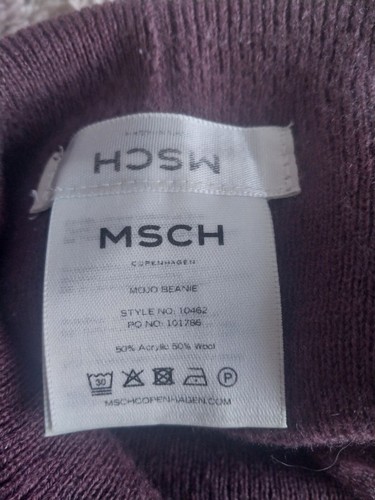 MSCH
MSCH
COPENHAGEN
MOJO BEANIE
STYLE NO: 10462
PO NO: 101786
50% Acrylic 50% Wool
30 P
MSCHCOPENHAGEN.COM